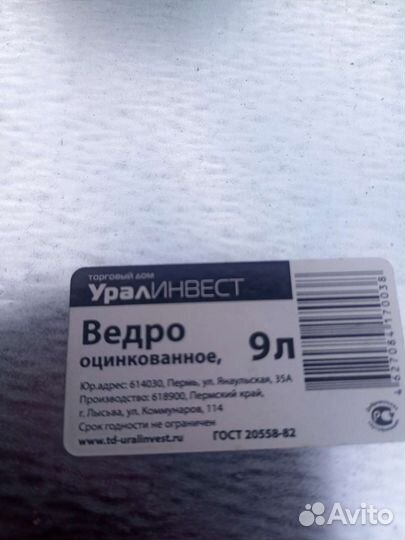 торговый дом
УралИНВЕСТ
Ведро
оцинкованное, 9л
Юр.адрес: 614030, Пермь, ул. Янаульская, 35А
Производство: 618900, Пермский край,
г. Лысьва, ул. Коммунаров, 114
Срок годности не ограничен
www.td-uralinvest.ru ГОСТ 20558-82
4627084170038
Avito